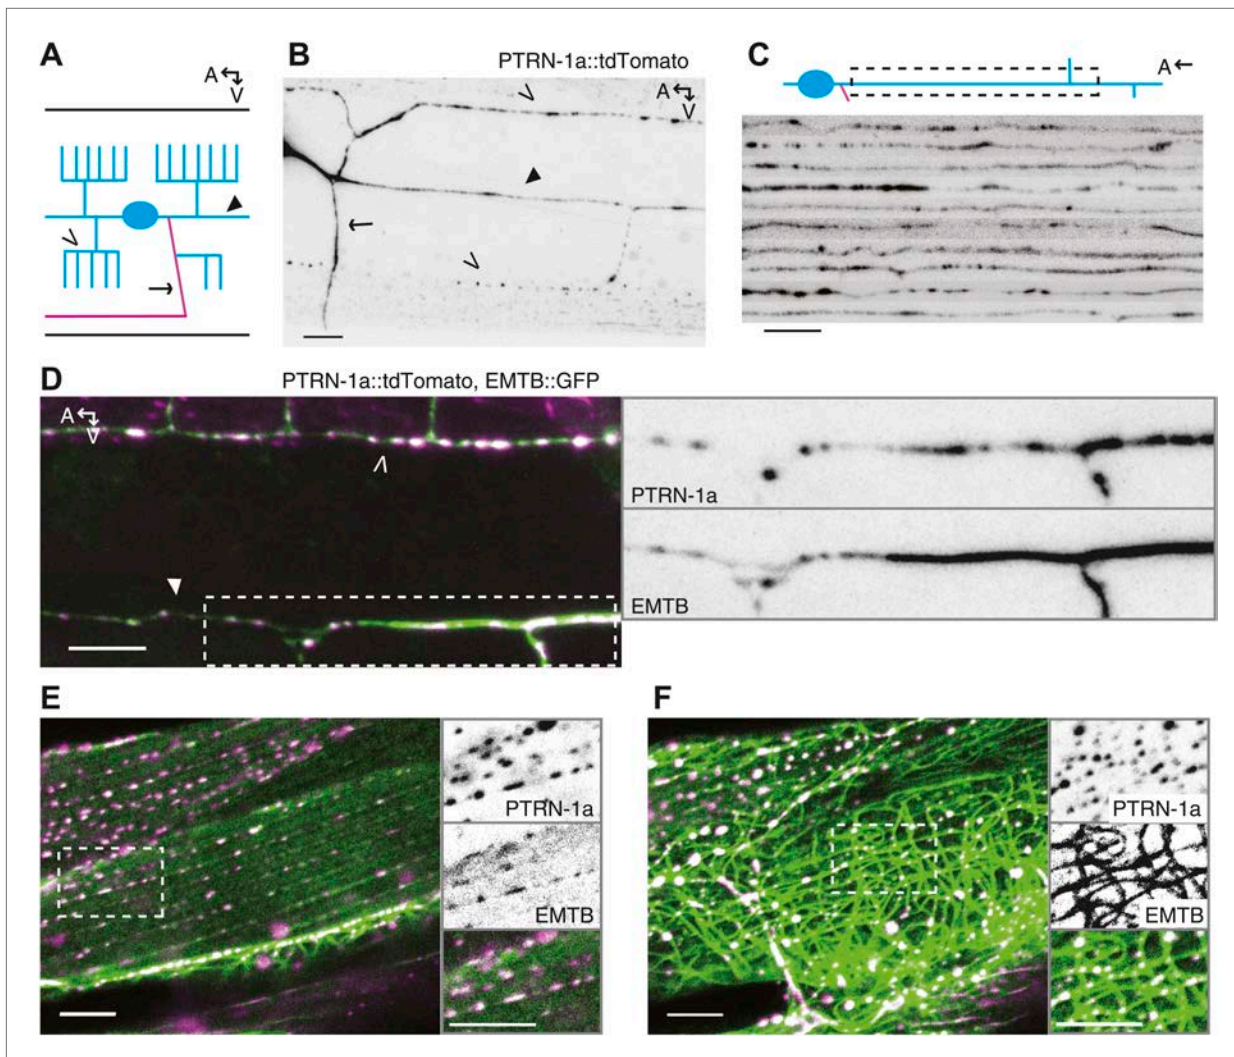 A
A
V
B
PTRN-1a::tdTomato
A
V
C
A
D
PTRN-1a::tdTomato, EMTB::GFP
A
V
PTRN-1a
EMTB
E
PTRN-1a
EMTB
F
PTRN-1a
EMTB